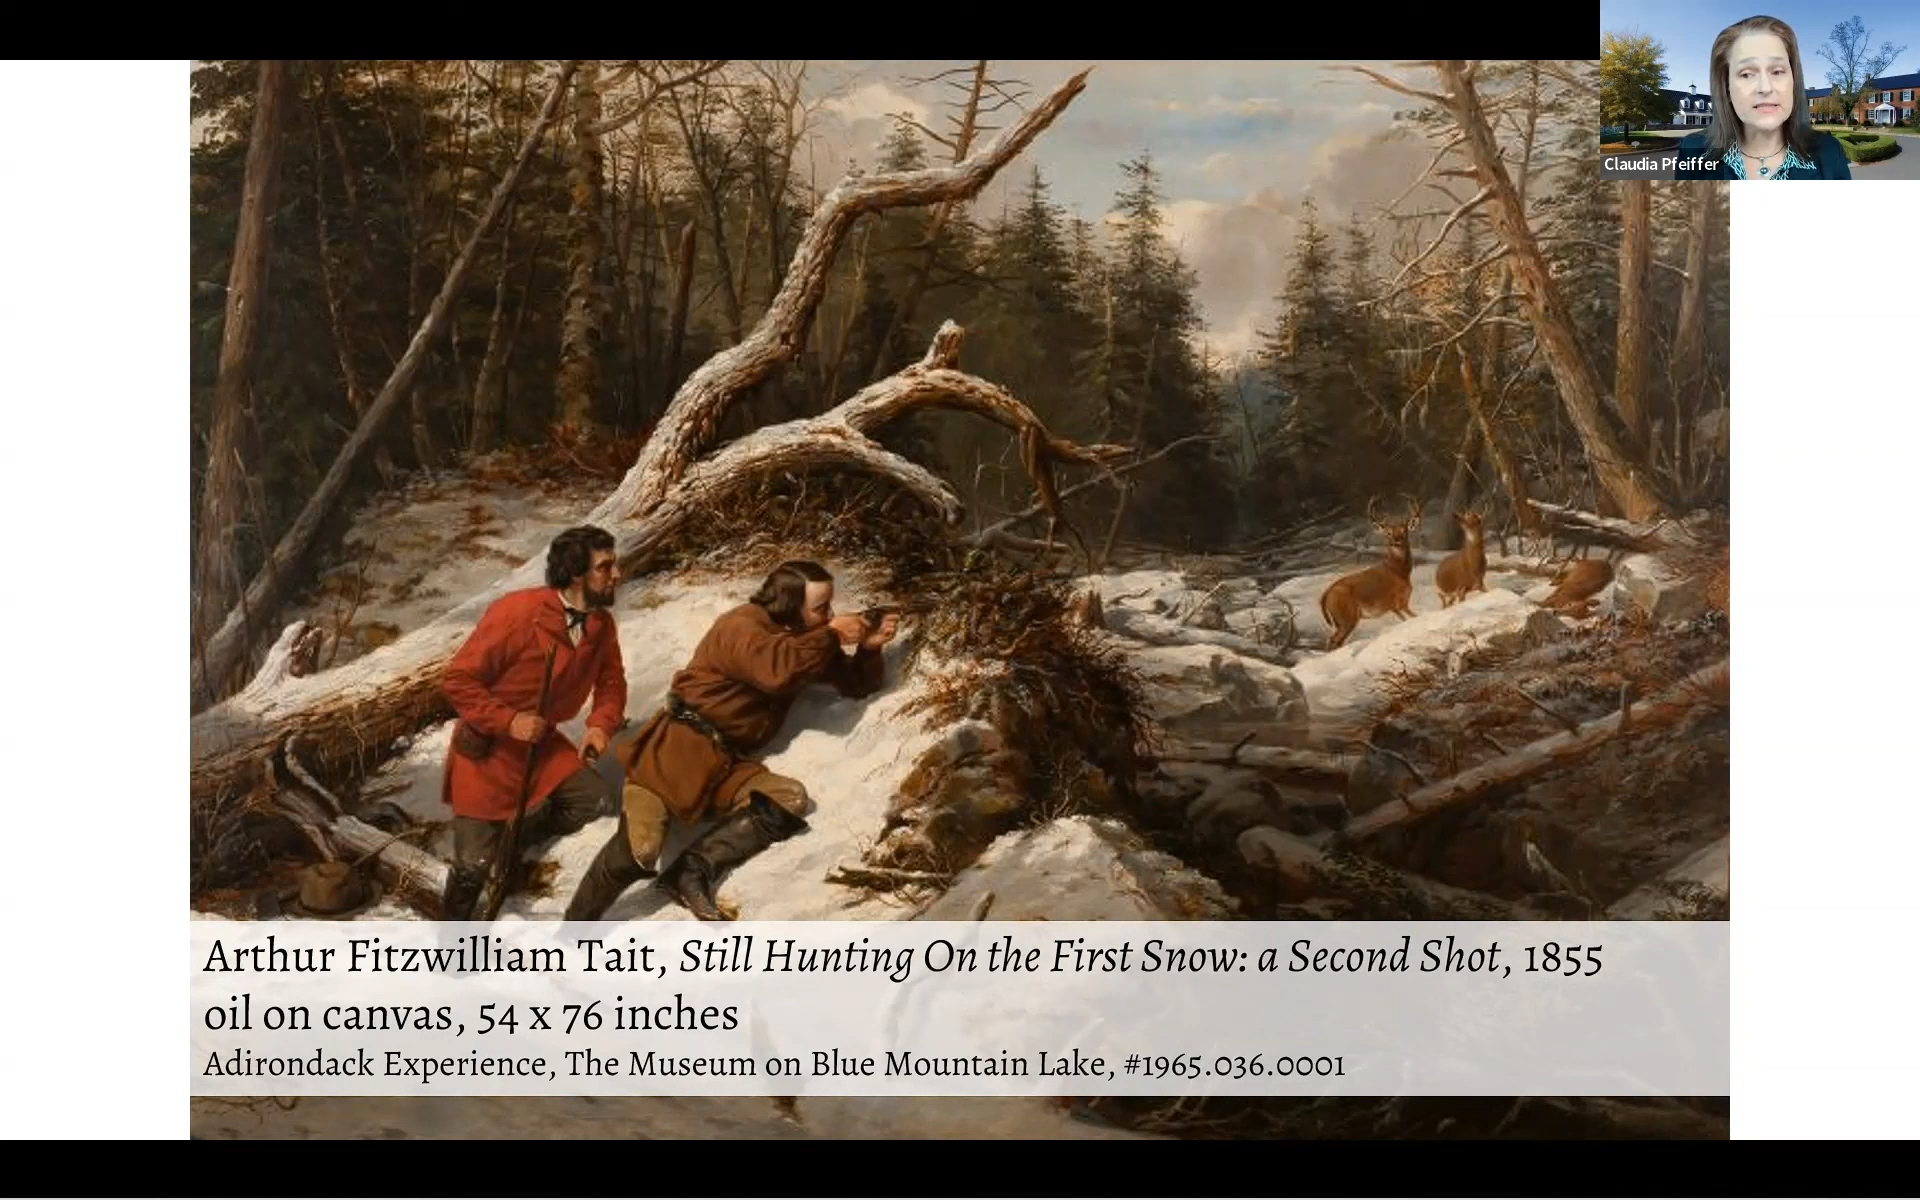 Claudia Pfeiffer
Arthur Fitzwilliam Tait, Still Hunting On the First Snow: a Second Shot, 1855
oil on canvas, 54 x 76 inches
Adirondack Experience, The Museum on Blue Mountain Lake, #1965.036.0001